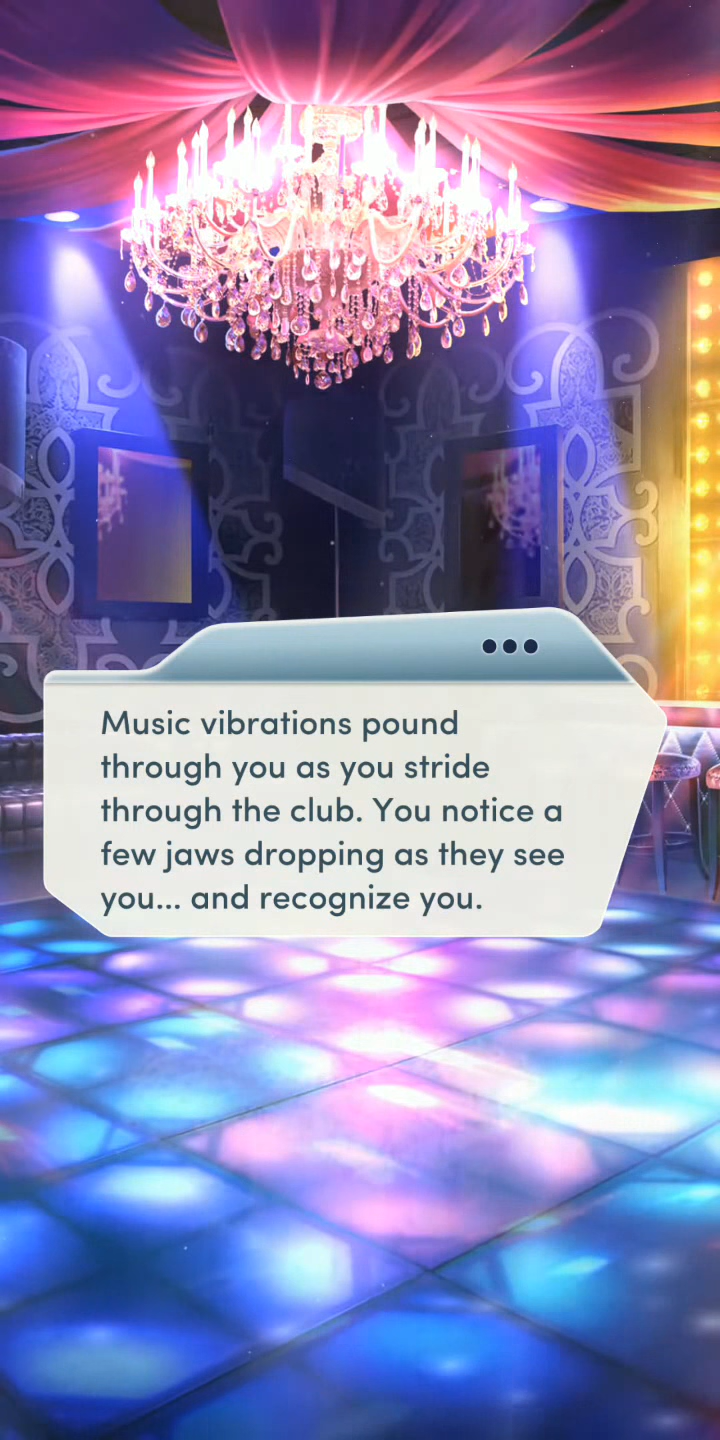 Music vibrations pound
through you as you stride
through the club. You notice a
few jaws dropping as they see
you... and recognize you.